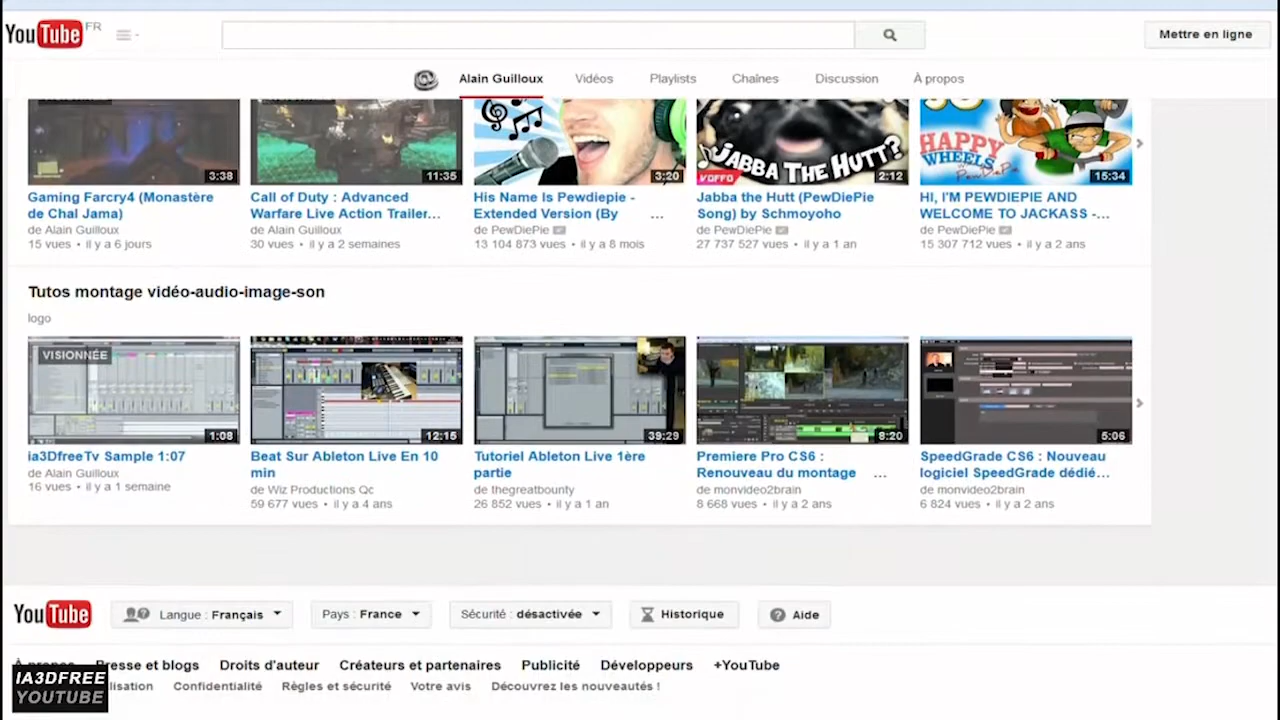 YouTube FR
Mettre en ligne
Alain Guilloux Vidéos Playlists Chaînes Discussion À propos
3:38
11:35
3:20
JABBA THE HUTT?
VOFFO
2:12
HAPPY
WHEELS
PewDiePie
15:34
Gaming Farcry4 (Monastère
de Chal Jama)
de Alain Guilloux
15 vues • il y a 6 jours
Call of Duty : Advanced
Warfare Live Action Trailer...
de Alain Guilloux
30 vues • il y a 2 semaines
His Name Is Pewdiepie -
Extended Version (By ...
de PewDiePie
13 104 873 vues • il y a 8 mois
Jabba the Hutt (PewDiePie
Song) by Schmoyoho
de PewDiePie
27 737 527 vues • il y a 1 an
HI, I'M PEWDIEPIE AND
WELCOME TO JACKASS -...
de PewDiePie
15 307 712 vues • il y a 2 ans
Tutos montage vidéo-audio-image-son
logo
VISIONNÉE
1:08
12:15
39:29
8:20
5:06
ia3DfreeTv Sample 1:07
de Alain Guilloux
16 vues • il y a 1 semaine
Beat Sur Ableton Live En 10
min
de Wiz Productions Qc
59 677 vues • il y a 4 ans
Tutoriel Ableton Live 1ère
partie
de thegreatbounty
26 852 vues • il y a 1 an
Premiere Pro CS6 :
Renouveau du montage ...
de monvideo2brain
8 668 vues • il y a 2 ans
SpeedGrade CS6 : Nouveau
logiciel SpeedGrade dédié...
de monvideo2brain
6 824 vues • il y a 2 ans
YouTube
Langue : Français
Pays : France
Sécurité : désactivée
Historique
Aide
À propos Presse et blogs Droits d'auteur Créateurs et partenaires Publicité Développeurs +YouTube
lisation Confidentialité Règles et sécurité Votre avis Découvrez les nouveautés !
IA3DFREE
YOUTUBE